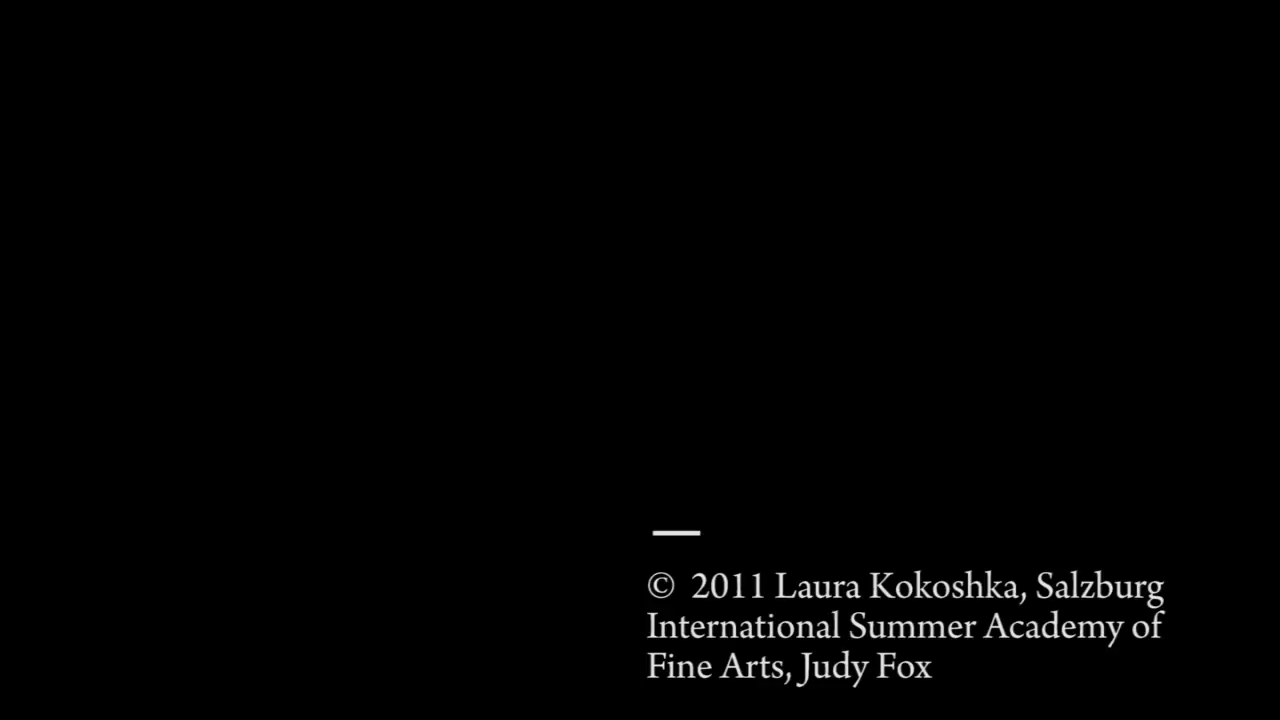 © 2011 Laura Kokoshka, Salzburg
International Summer Academy of
Fine Arts, Judy Fox